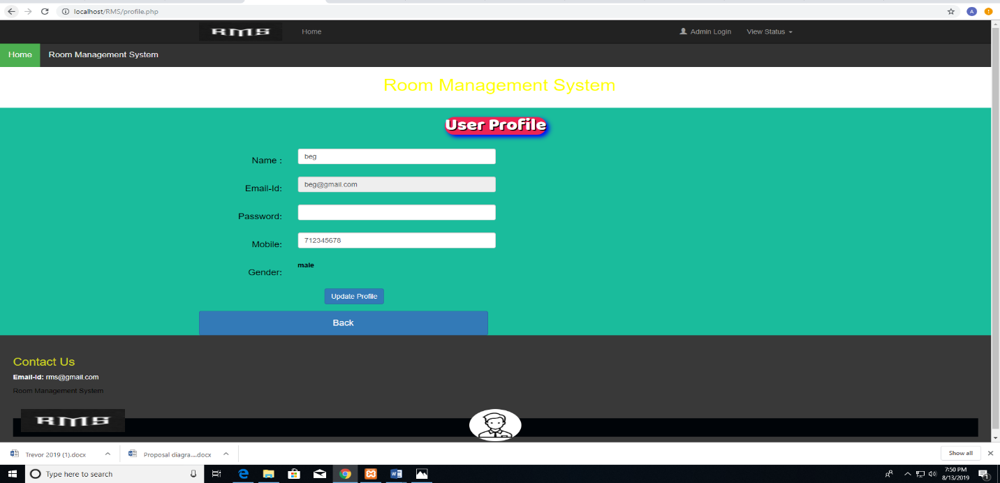 localhost/RMS/profile.php
A
RMS Home Admin Login View Status
Home Room Management System
Room Management System
User Profile
Name : beg
Email-Id: beg@gmail.com
Password:
Mobile: 712345678
Gender: male
Update Profile
Back
Contact Us
Email-Id: rms@gmail.com
Room Management System
RMS
Trevor 2019 (1).docx Proposal diagra....docx Show all
Type here to search
7:50 PM
8/13/2019
1